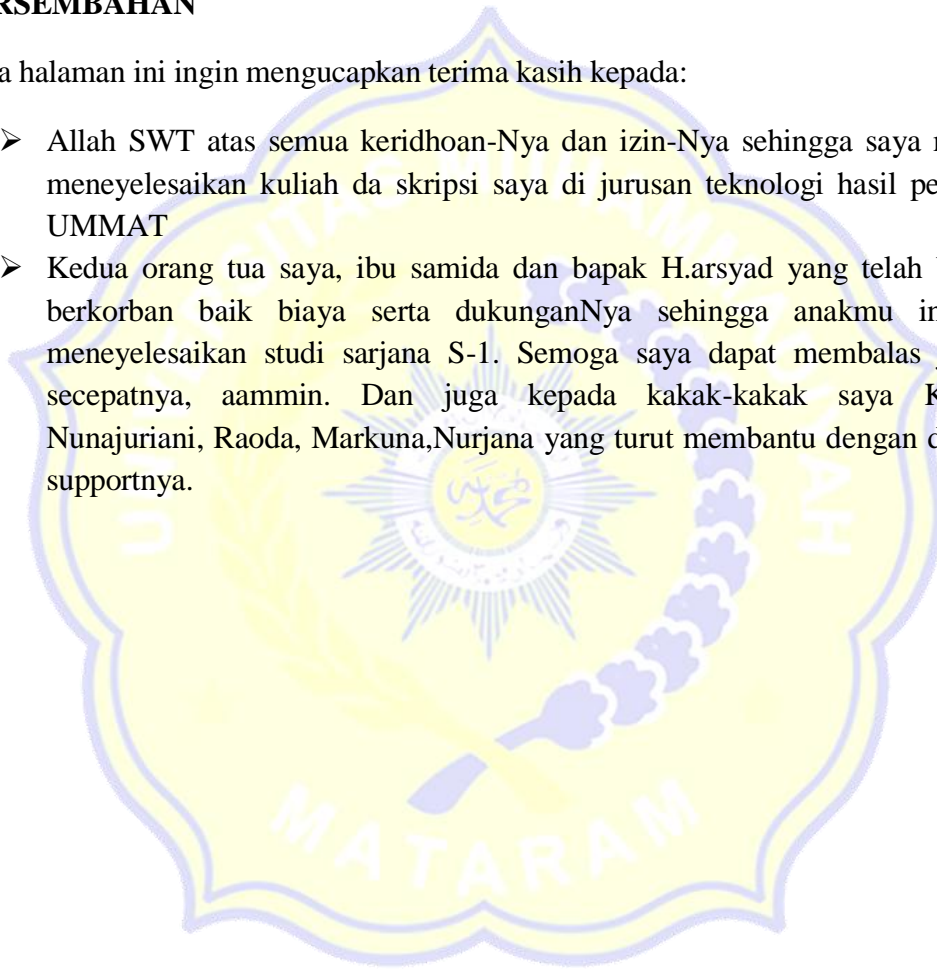 RSEMBAHAN
a halaman ini ingin mengucapkan terima kasih kepada:
➢ Allah SWT atas semua keridhoan-Nya dan izin-Nya sehingga saya
meneyelesaikan kuliah da skripsi saya di jurusan teknologi hasil pe
UMMAT
➢ Kedua orang tua saya, ibu samida dan bapak H.arsyad yang telah
berkorban baik biaya serta dukunganNya sehingga anakmu in
meneyelesaikan studi sarjana S-1. Semoga saya dapat membalas
secepatnya, aammin. Dan juga kepada kakak-kakak saya K
Nunajuriani, Raoda, Markuna,Nurjana yang turut membantu dengan d
supportnya.
UNIVERSITAS MUHAMMADIYAH
MATARAM